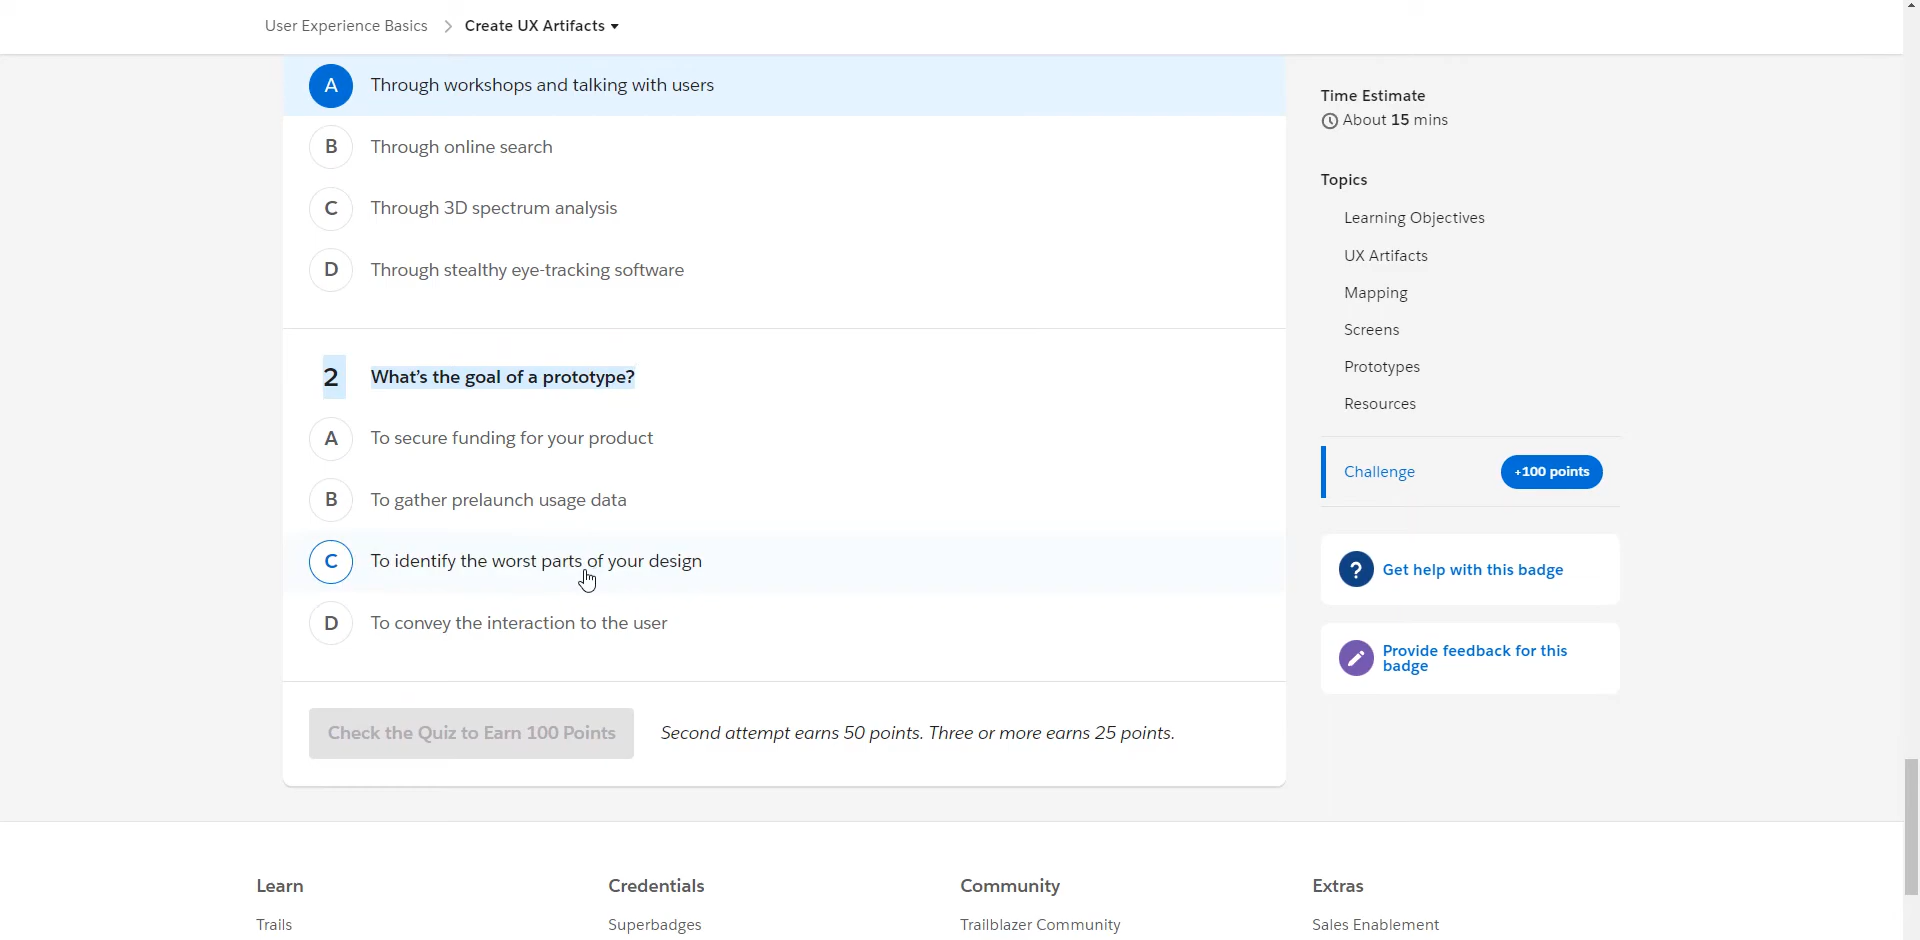 User Experience Basics
Create UX Artifacts
A Through workshops and talking with users
B Through online search
C Through 3D spectrum analysis
D Through stealthy eye-tracking software
2 What’s the goal of a prototype?
A To secure funding for your product
B To gather prelaunch usage data
C To identify the worst parts of your design
D To convey the interaction to the user
Check the Quiz to Earn 100 Points
Second attempt earns 50 points. Three or more earns 25 points.
Time Estimate
About 15 mins
Topics
Learning Objectives
UX Artifacts
Mapping
Screens
Prototypes
Resources
Challenge
+100 points
? Get help with this badge
Provide feedback for this
badge
Learn
Trails
Credentials
Superbadges
Community
Trailblazer Community
Extras
Sales Enablement